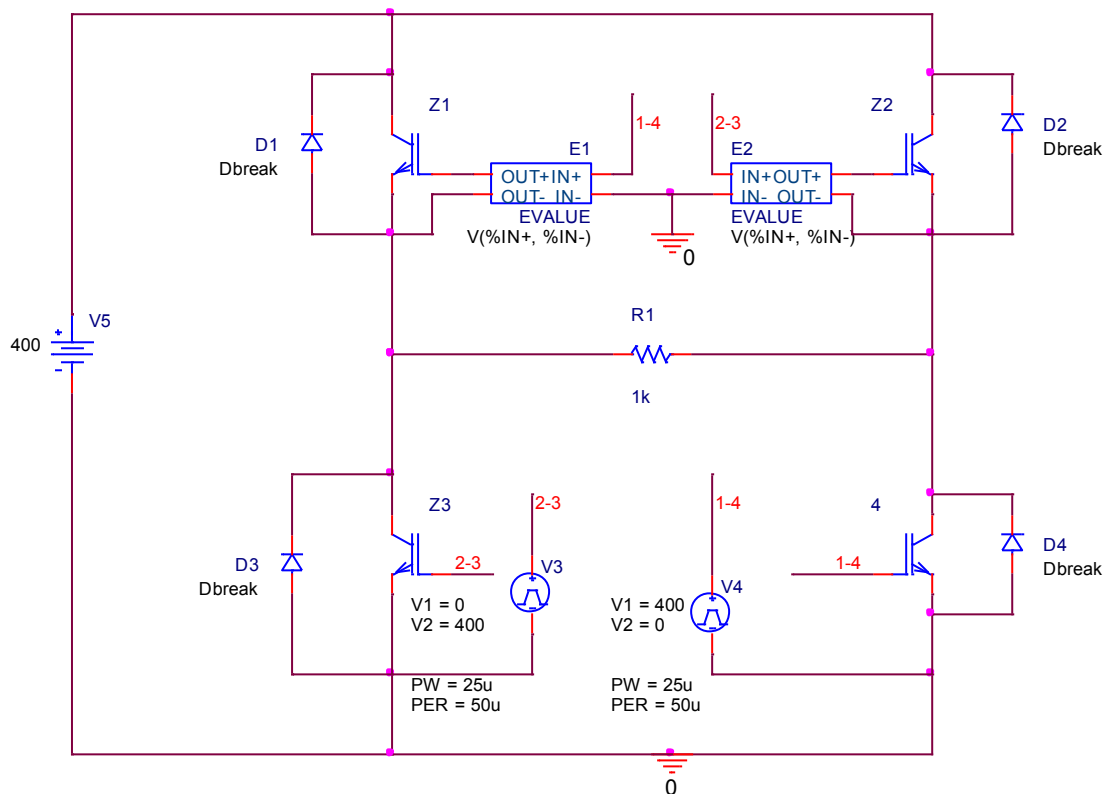 Z1
Z2
1-4
2-3
D1
Dbreak
D2
Dbreak
E1
E2
OUT+IN+
OUT- IN-
IN+OUT+
IN- OUT-
EVALUE
V(%IN+, %IN-)
EVALUE
V(%IN+, %IN-)
0
R1
1k
+
V5
400
-
Z3
2-3
1-4
4
D3
Dbreak
2-3
V3
+
-
V1 = 0
V2 = 400
PW = 25u
PER = 50u
V4
+
-
V1 = 400
V2 = 0
PW = 25u
PER = 50u
1-4
D4
Dbreak
0